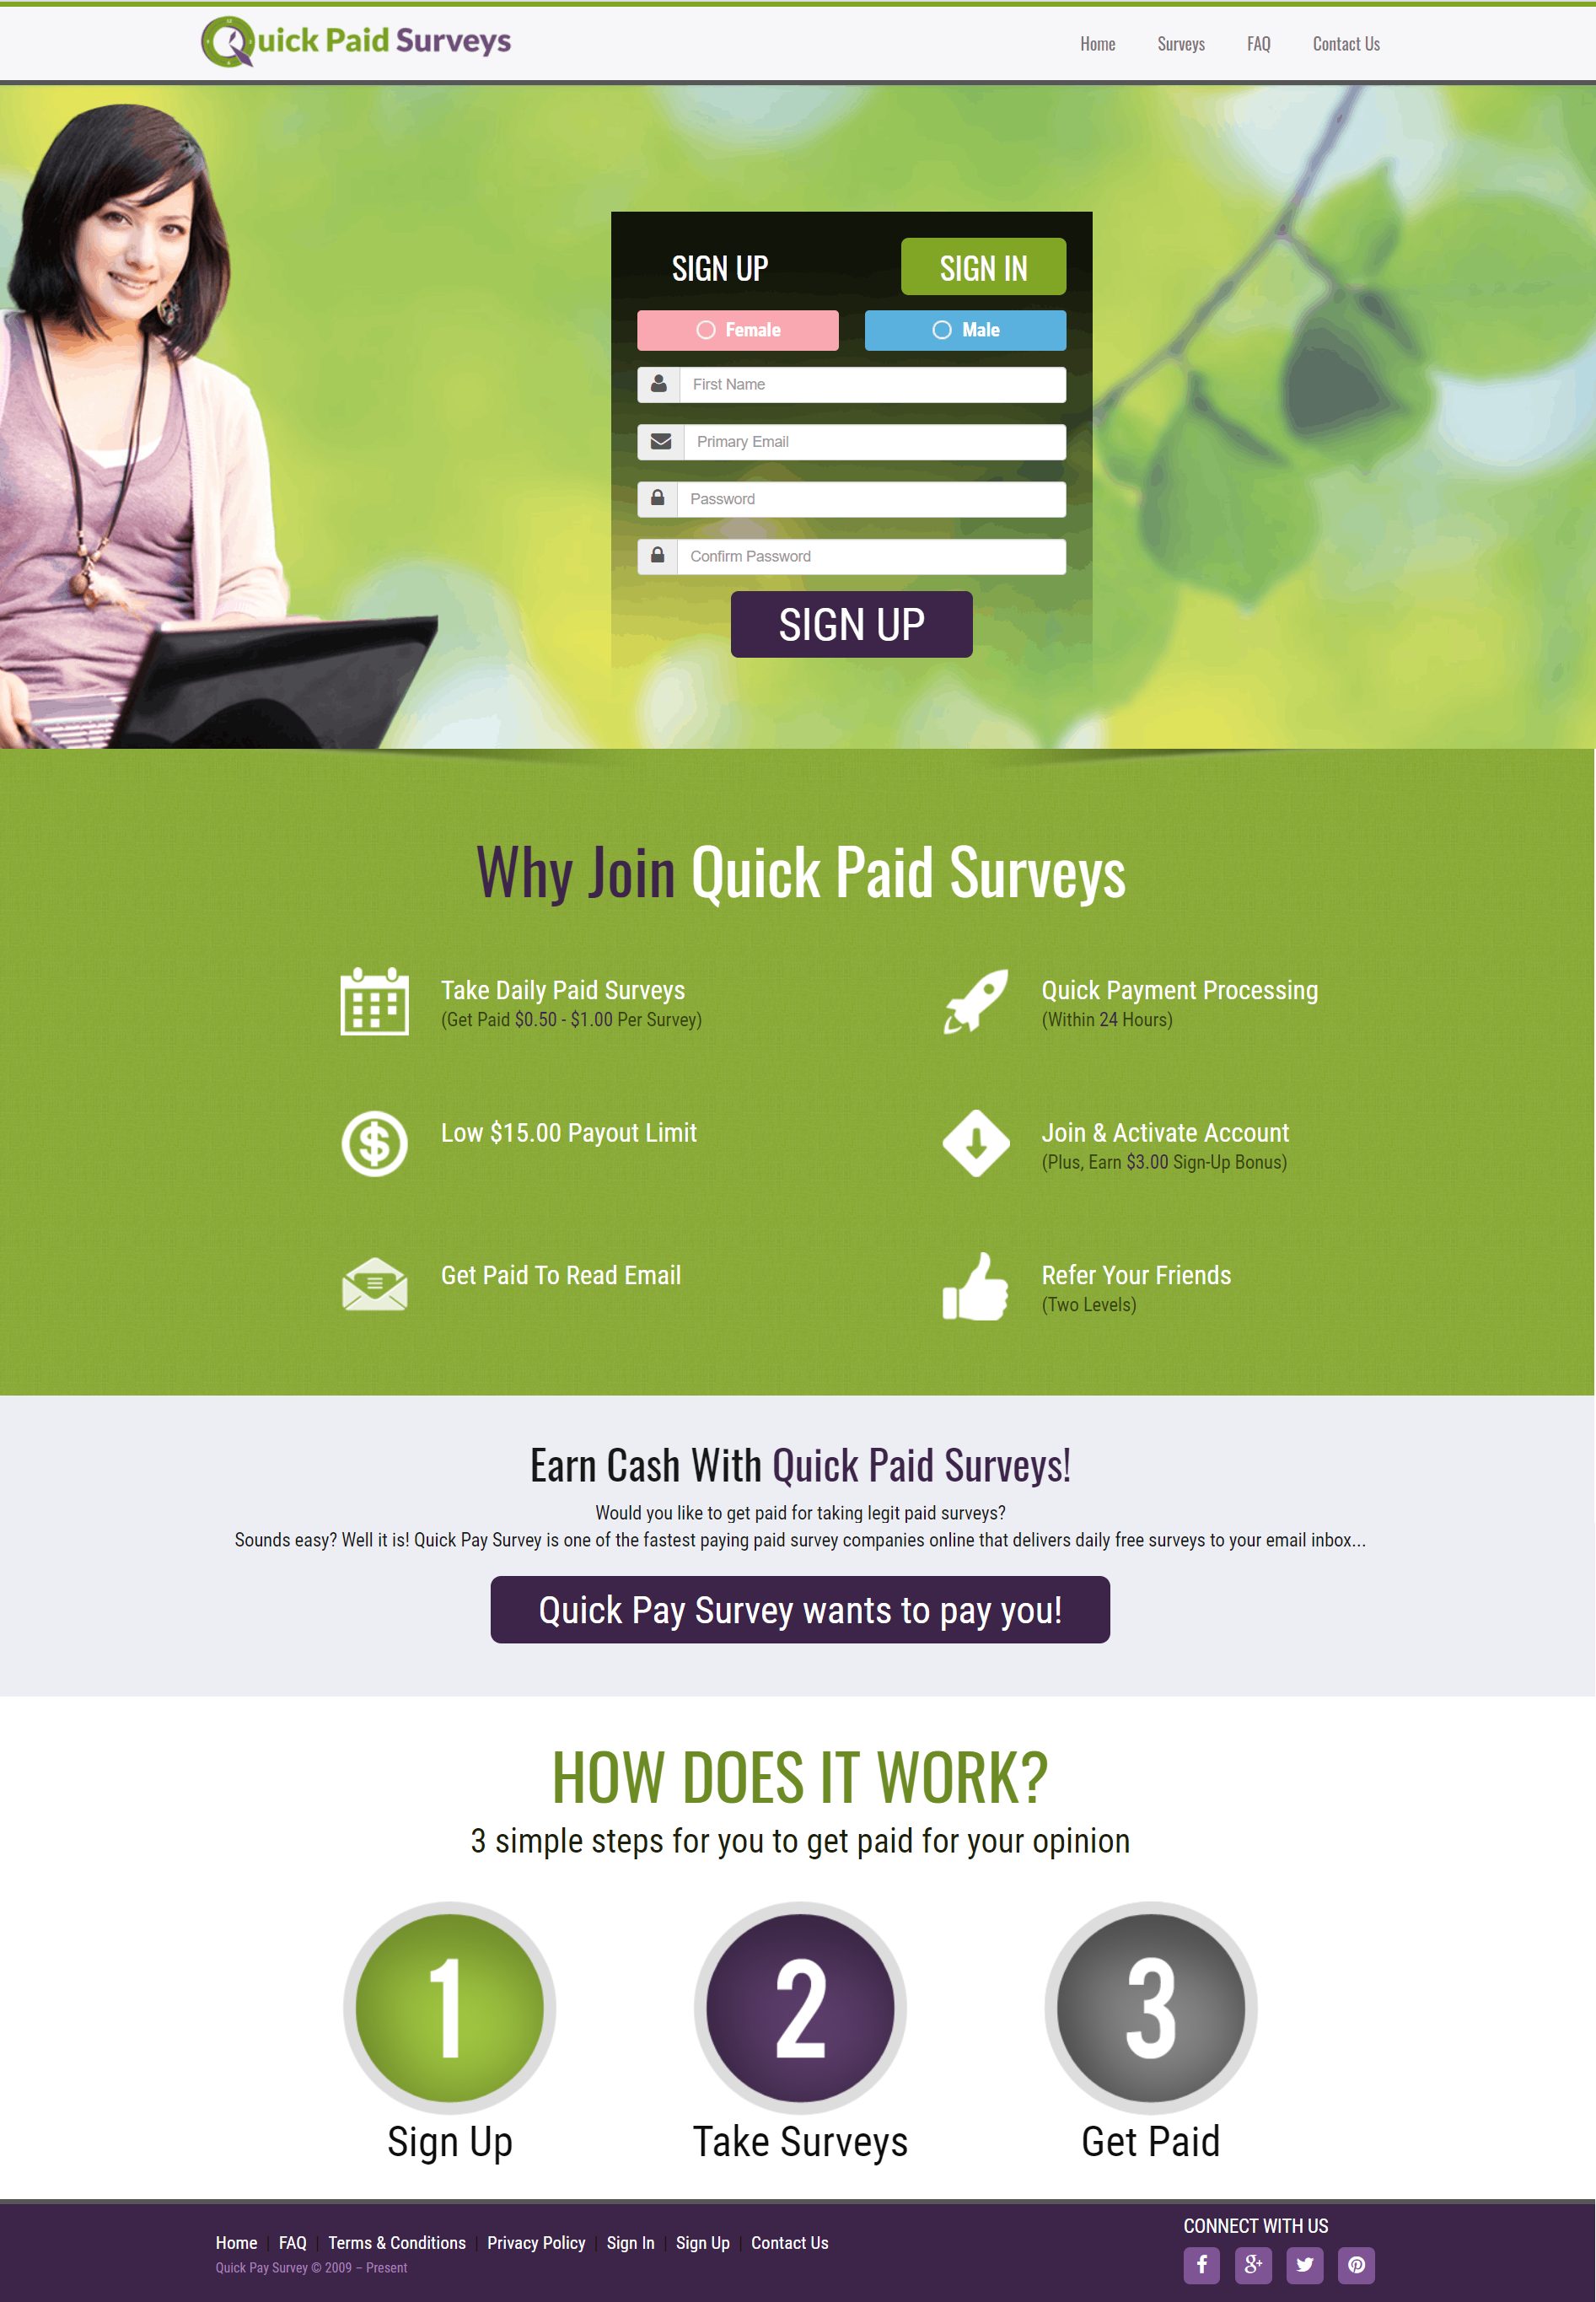 Quick Paid Surveys
Home Surveys FAQ Contact Us
SIGN UP SIGN IN
Female Male
First Name
Primary Email
Password
Confirm Password
SIGN UP
Why Join Quick Paid Surveys
Take Daily Paid Surveys
(Get Paid $0.50 - $1.00 Per Survey)
Quick Payment Processing
(Within 24 Hours)
Low $15.00 Payout Limit
Join & Activate Account
(Plus, Earn $3.00 Sign-Up Bonus)
Get Paid To Read Email
Refer Your Friends
(Two Levels)
Earn Cash With Quick Paid Surveys!
Would you like to get paid for taking legit paid surveys?
Sounds easy? Well it is! Quick Pay Survey is one of the fastest paying paid survey companies online that delivers daily free surveys to your email inbox...
Quick Pay Survey wants to pay you!
HOW DOES IT WORK?
3 simple steps for you to get paid for your opinion
1 2 3
Sign Up Take Surveys Get Paid
Home | FAQ | Terms & Conditions | Privacy Policy | Sign In | Sign Up | Contact Us
Quick Pay Survey © 2009 – Present
CONNECT WITH US